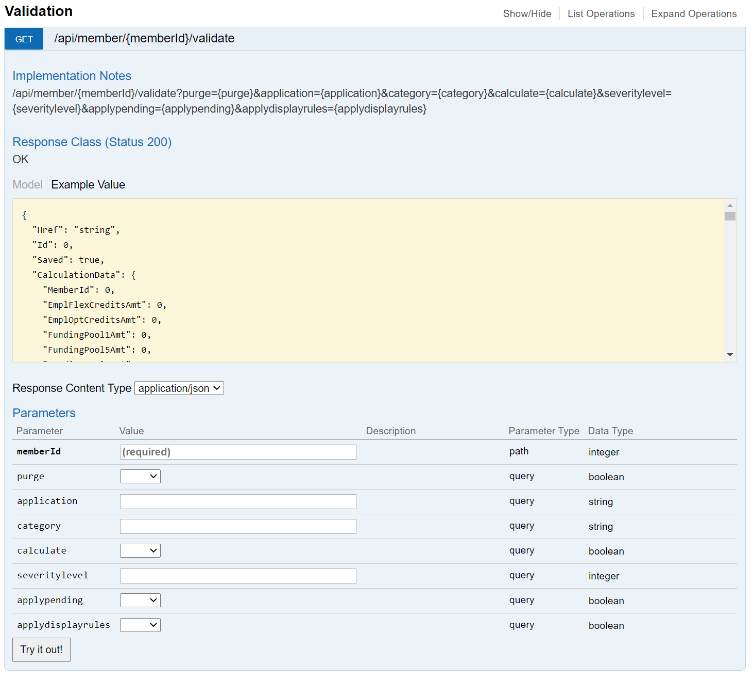 Validation
Show/Hide List Operations Expand Operations
GET /api/member/{memberId}/validate
Implementation Notes
/api/member/{memberId}/validate?purge={purge}&application={application}&category={category}&calculate={calculate}&severitylevel=
{severitylevel}&applypending={applypending}&applydisplayrules={applydisplayrules}
Response Class (Status 200)
OK
Model Example Value
{
"Href": "string",
"Id": 0,
"Saved": true,
"CalculationData": {
"MemberId": 0,
"EmplFlexCreditsAmt": 0,
"EmplOptCreditsAmt": 0,
"FundingPool1Amt": 0,
"FundingPool5Amt": 0,
Response Content Type application/json
Parameters
Parameter Value Description Parameter Type Data Type
memberId (required) path integer
purge query boolean
application query string
category query string
calculate query boolean
severitylevel query integer
applypending query boolean
applydisplayrules query boolean
Try it out!